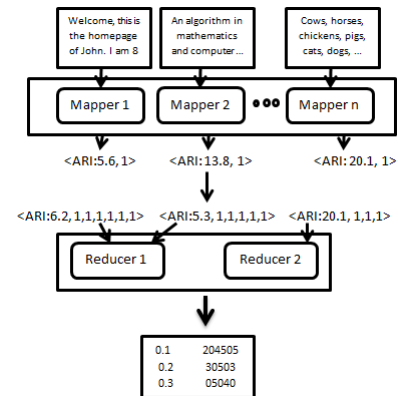 Welcome, this is
the homepage
of John. I am 8
An algorithm in
mathematics
and computer...
Cows, horses,
chickens, pigs,
cats, dogs, ...
Mapper 1
Mapper 2
Mapper n
<ARI:5.6, 1>
<ARI:13.8, 1>
<ARI: 20.1, 1>
<ARI:6.2, 1,1,1,1,1,1>
<ARI:5.3, 1,1,1,1,1>
<ARI:20.1, 1,1,1>
Reducer 1
Reducer 2
0.1 204505
0.2 30503
0.3 05040